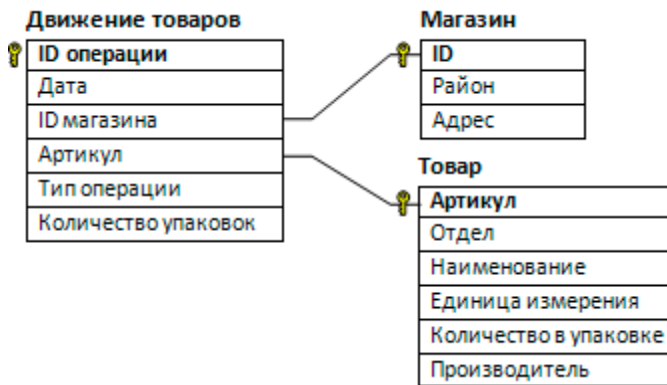 Движение товаров
ID операции
Дата
ID магазина
Артикул
Тип операции
Количество упаковок
Магазин
ID
Район
Адрес
Товар
Артикул
Отдел
Наименование
Единица измерения
Количество в упаковке
Производитель